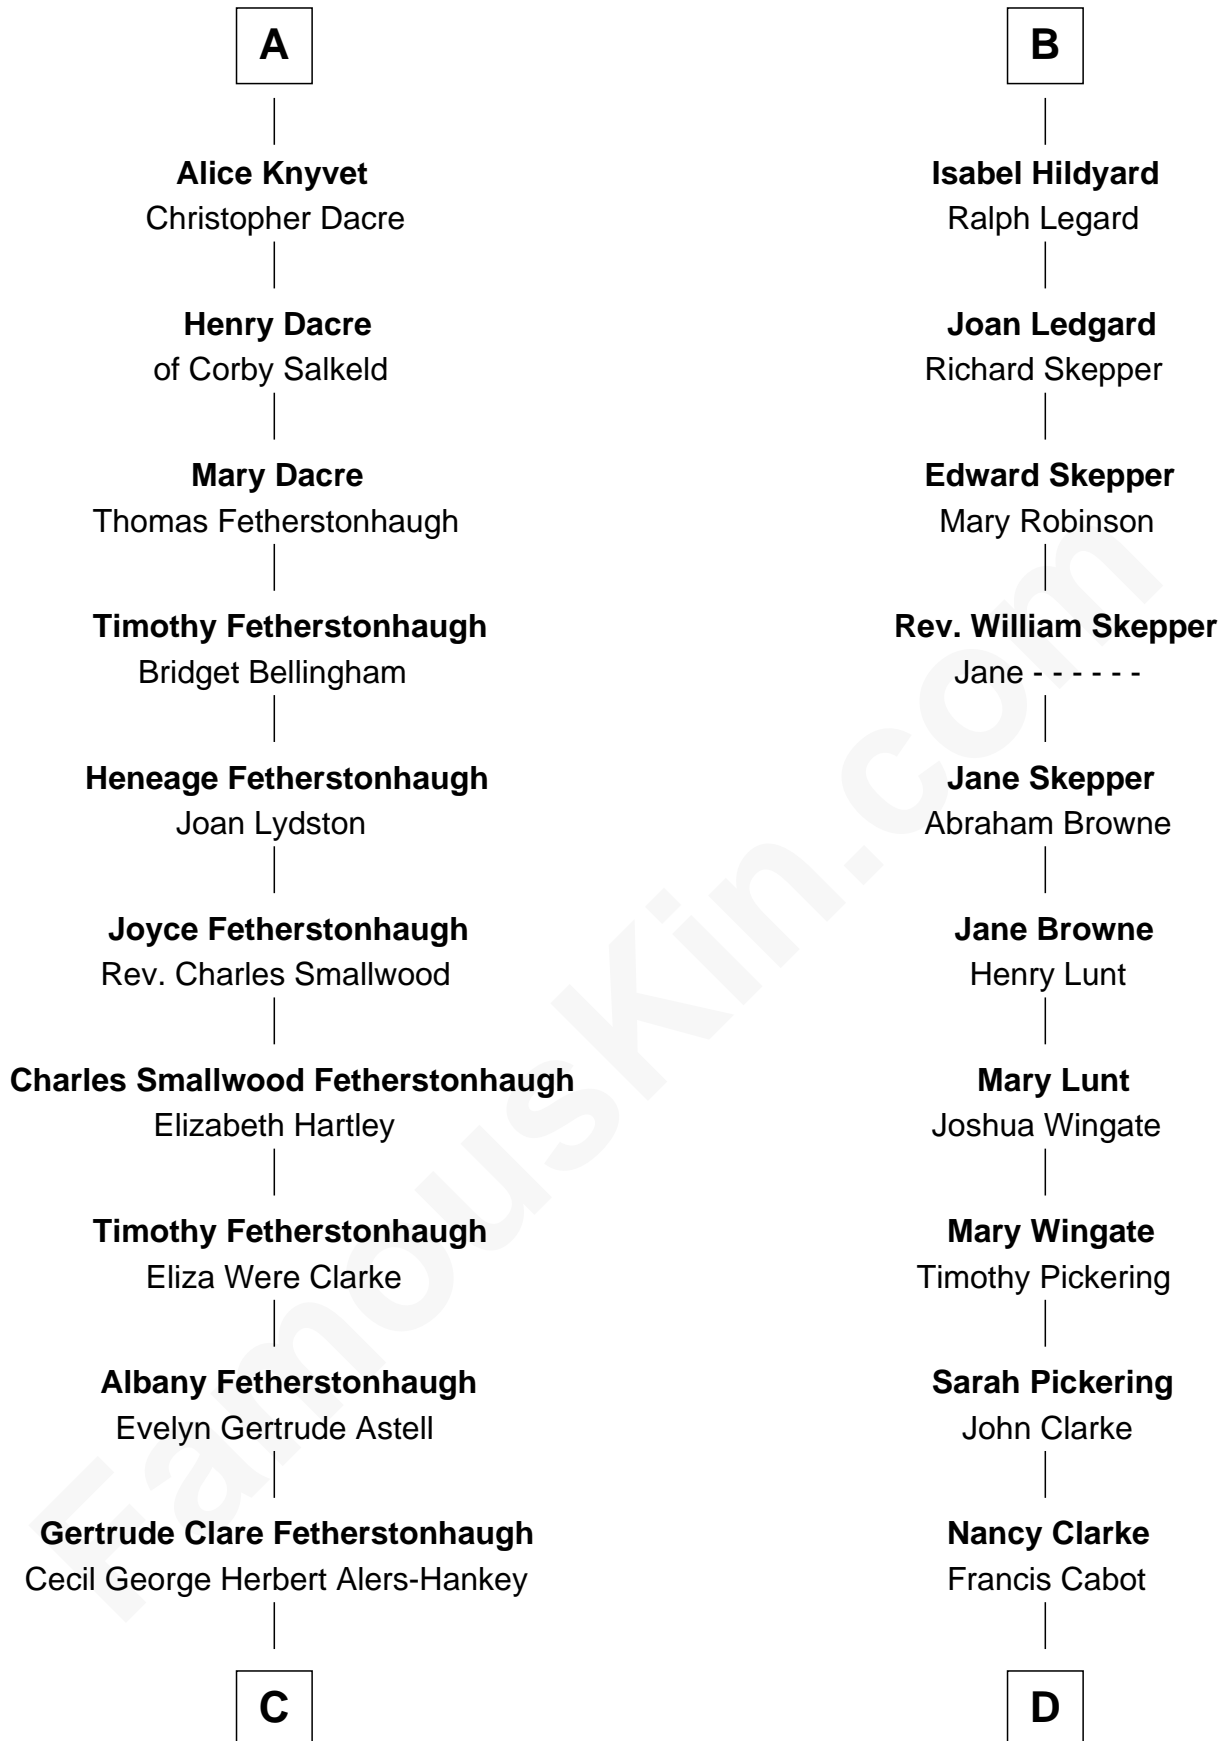 A
Alice Knyvet
Christopher Dacre
Henry Dacre
of Corby Salkeld
Mary Dacre
Thomas Fetherstonhaugh
Timothy Fetherstonhaugh
Bridget Bellingham
Heneage Fetherstonhaugh
Joan Lydston
Joyce Fetherstonhaugh
Rev. Charles Smallwood
Charles Smallwood Fetherstonhaugh
Elizabeth Hartley
Timothy Fetherstonhaugh
Eliza Were Clarke
Albany Fetherstonhaugh
Evelyn Gertrude Astell
Gertrude Clare Fetherstonhaugh
Cecil George Herbert Alers-Hankey
C
B
Isabel Hildyard
Ralph Legard
Joan Ledgard
Richard Skepper
Edward Skepper
Mary Robinson
Rev. William Skepper
Jane - - - - - -
Jane Skepper
Abraham Browne
Jane Browne
Henry Lunt
Mary Lunt
Joshua Wingate
Mary Wingate
Timothy Pickering
Sarah Pickering
John Clarke
Nancy Clarke
Francis Cabot
D
FamousKin.com